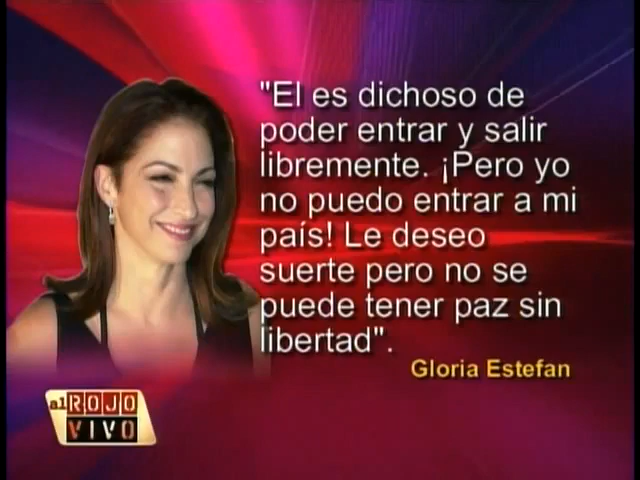 "El es dichoso de
poder entrar y salir
libremente. ¡Pero yo
no puedo entrar a mi
país! Le deseo
suerte pero no se
puede tener paz sin
libertad".
Gloria Estefan
al ROJO
VIVO